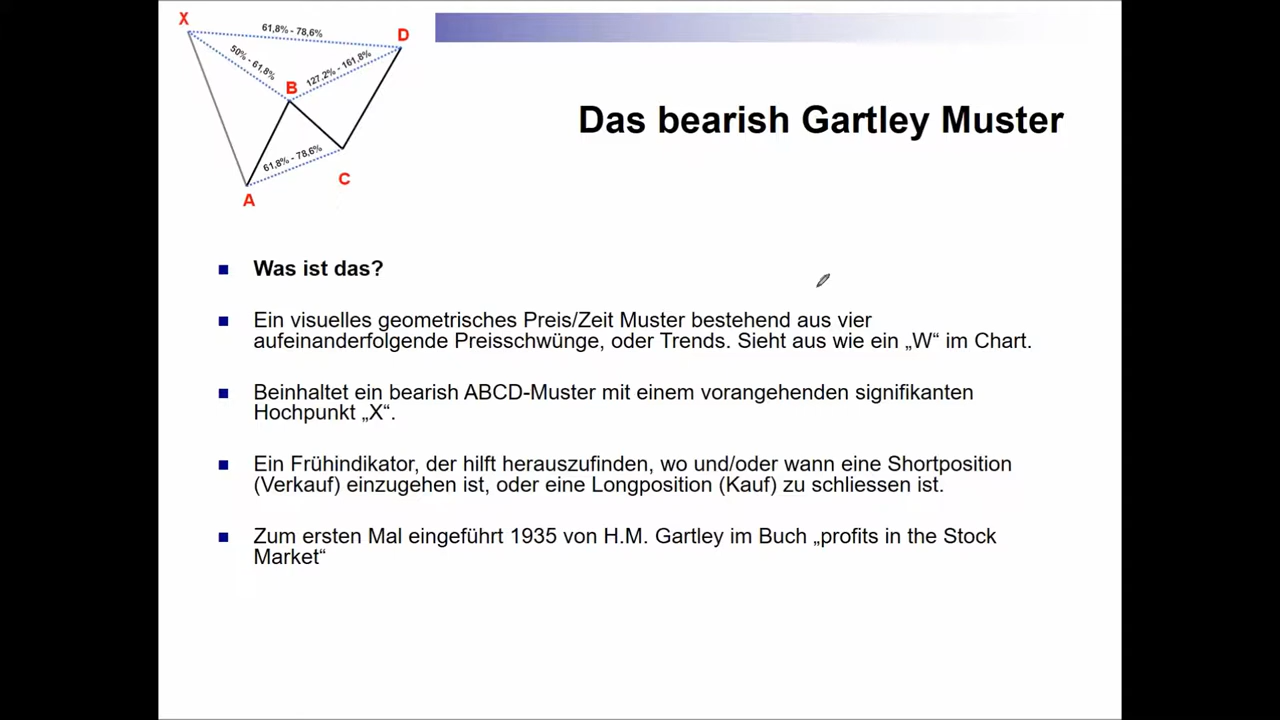 X
61,8% - 78,6%
D
50% - 61,8%
127,2% - 161,8%
B
61,8% - 78,6%
C
A
Das bearish Gartley Muster
Was ist das?
Ein visuelles geometrisches Preis/Zeit Muster bestehend aus vier
aufeinanderfolgende Preisschwünge, oder Trends. Sieht aus wie ein „W“ im Chart.
Beinhaltet ein bearish ABCD-Muster mit einem vorangehenden signifikanten
Hochpunkt „X“.
Ein Frühindikator, der hilft herauszufinden, wo und/oder wann eine Shortposition
(Verkauf) einzugehen ist, oder eine Longposition (Kauf) zu schliessen ist.
Zum ersten Mal eingeführt 1935 von H.M. Gartley im Buch „profits in the Stock
Market“